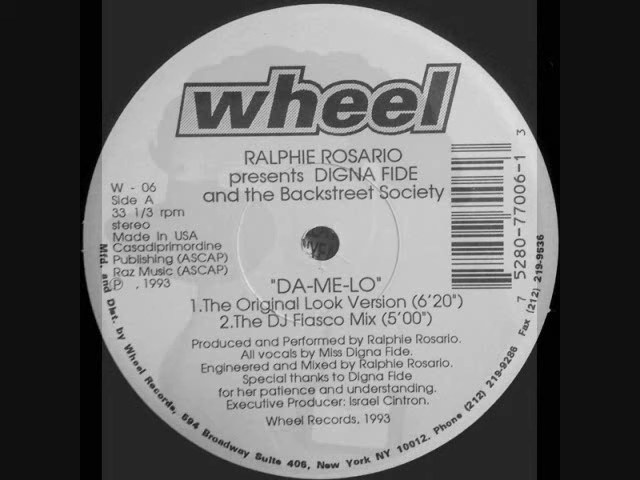 wheel
RALPHIE ROSARIO
presents DIGNA FIDE
and the Backstreet Society
W - 06
Side A
33 1/3 rpm
stereo
Made In USA
Casadiprimordine
Publishing (ASCAP)
Raz Music (ASCAP)
Ⓟ , 1993
7 5280-77006-1 3
"DA-ME-LO"
1.The Original Look Version (6'20")
2.The DJ Fiasco Mix (5'00")
Produced and Performed by Ralphie Rosario.
All vocals by Miss Digna Fide.
Engineered and Mixed by Ralphie Rosario.
Special thanks to Digna Fide
for her patience and understanding.
Executive Producer: Israel Cintron.
Wheel Records, 1993
Mfd. and Dist. by Wheel Records, 594 Broadway Suite 406, New York NY 10012. Phone (212) 219-9286 Fax (212) 219-9636